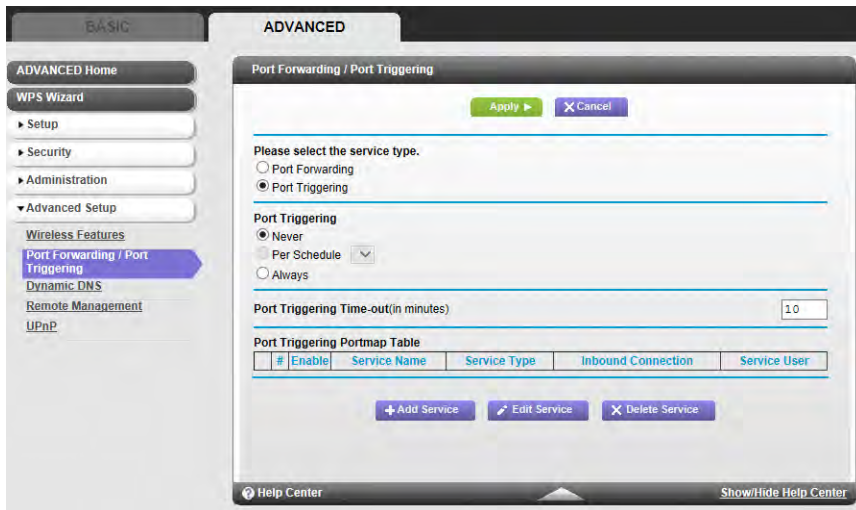 BASIC
ADVANCED
ADVANCED Home
WPS Wizard
Setup
Security
Administration
Advanced Setup
Wireless Features
Port Forwarding / Port
Triggering
Dynamic DNS
Remote Management
UPnP
Port Forwarding / Port Triggering
Apply
Cancel
Please select the service type.
Port Forwarding
Port Triggering
Port Triggering
Never
Per Schedule
Always
Port Triggering Time-out(in minutes) 10
Port Triggering Portmap Table
# Enable Service Name Service Type Inbound Connection Service User
Add Service Edit Service Delete Service
Help Center Show/Hide Help Center